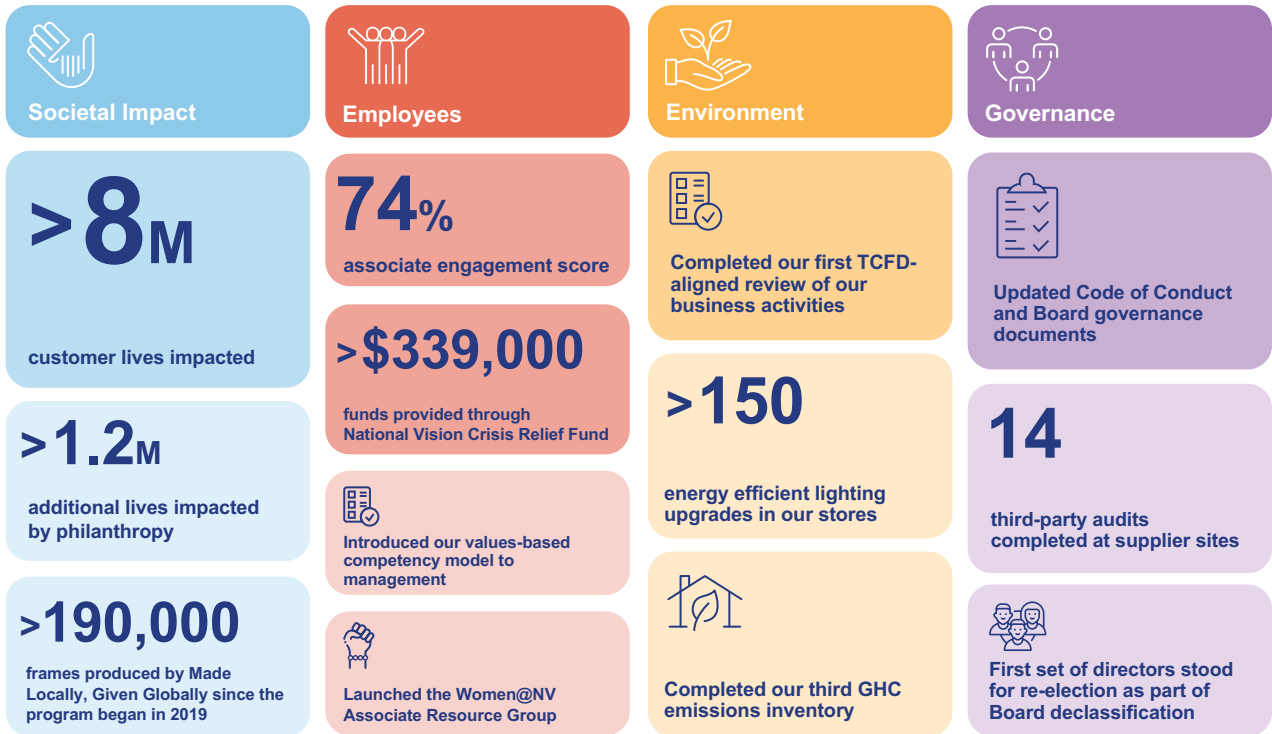 Societal Impact
>8M
customer lives impacted
>1.2M
additional lives impacted
by philanthropy
>190,000
frames produced by Made
Locally, Given Globally since the
program began in 2019
Employees
74%
associate engagement score
>$339,000
funds provided through
National Vision Crisis Relief Fund
Introduced our values-based
competency model to
management
Launched the Women@NV
Associate Resource Group
Environment
Completed our first TCFD-
aligned review of our
business activities
>150
energy efficient lighting
upgrades in our stores
Completed our third GHC
emissions inventory
Governance
Updated Code of Conduct
and Board governance
documents
14
third-party audits
completed at supplier sites
First set of directors stood
for re-election as part of
Board declassification